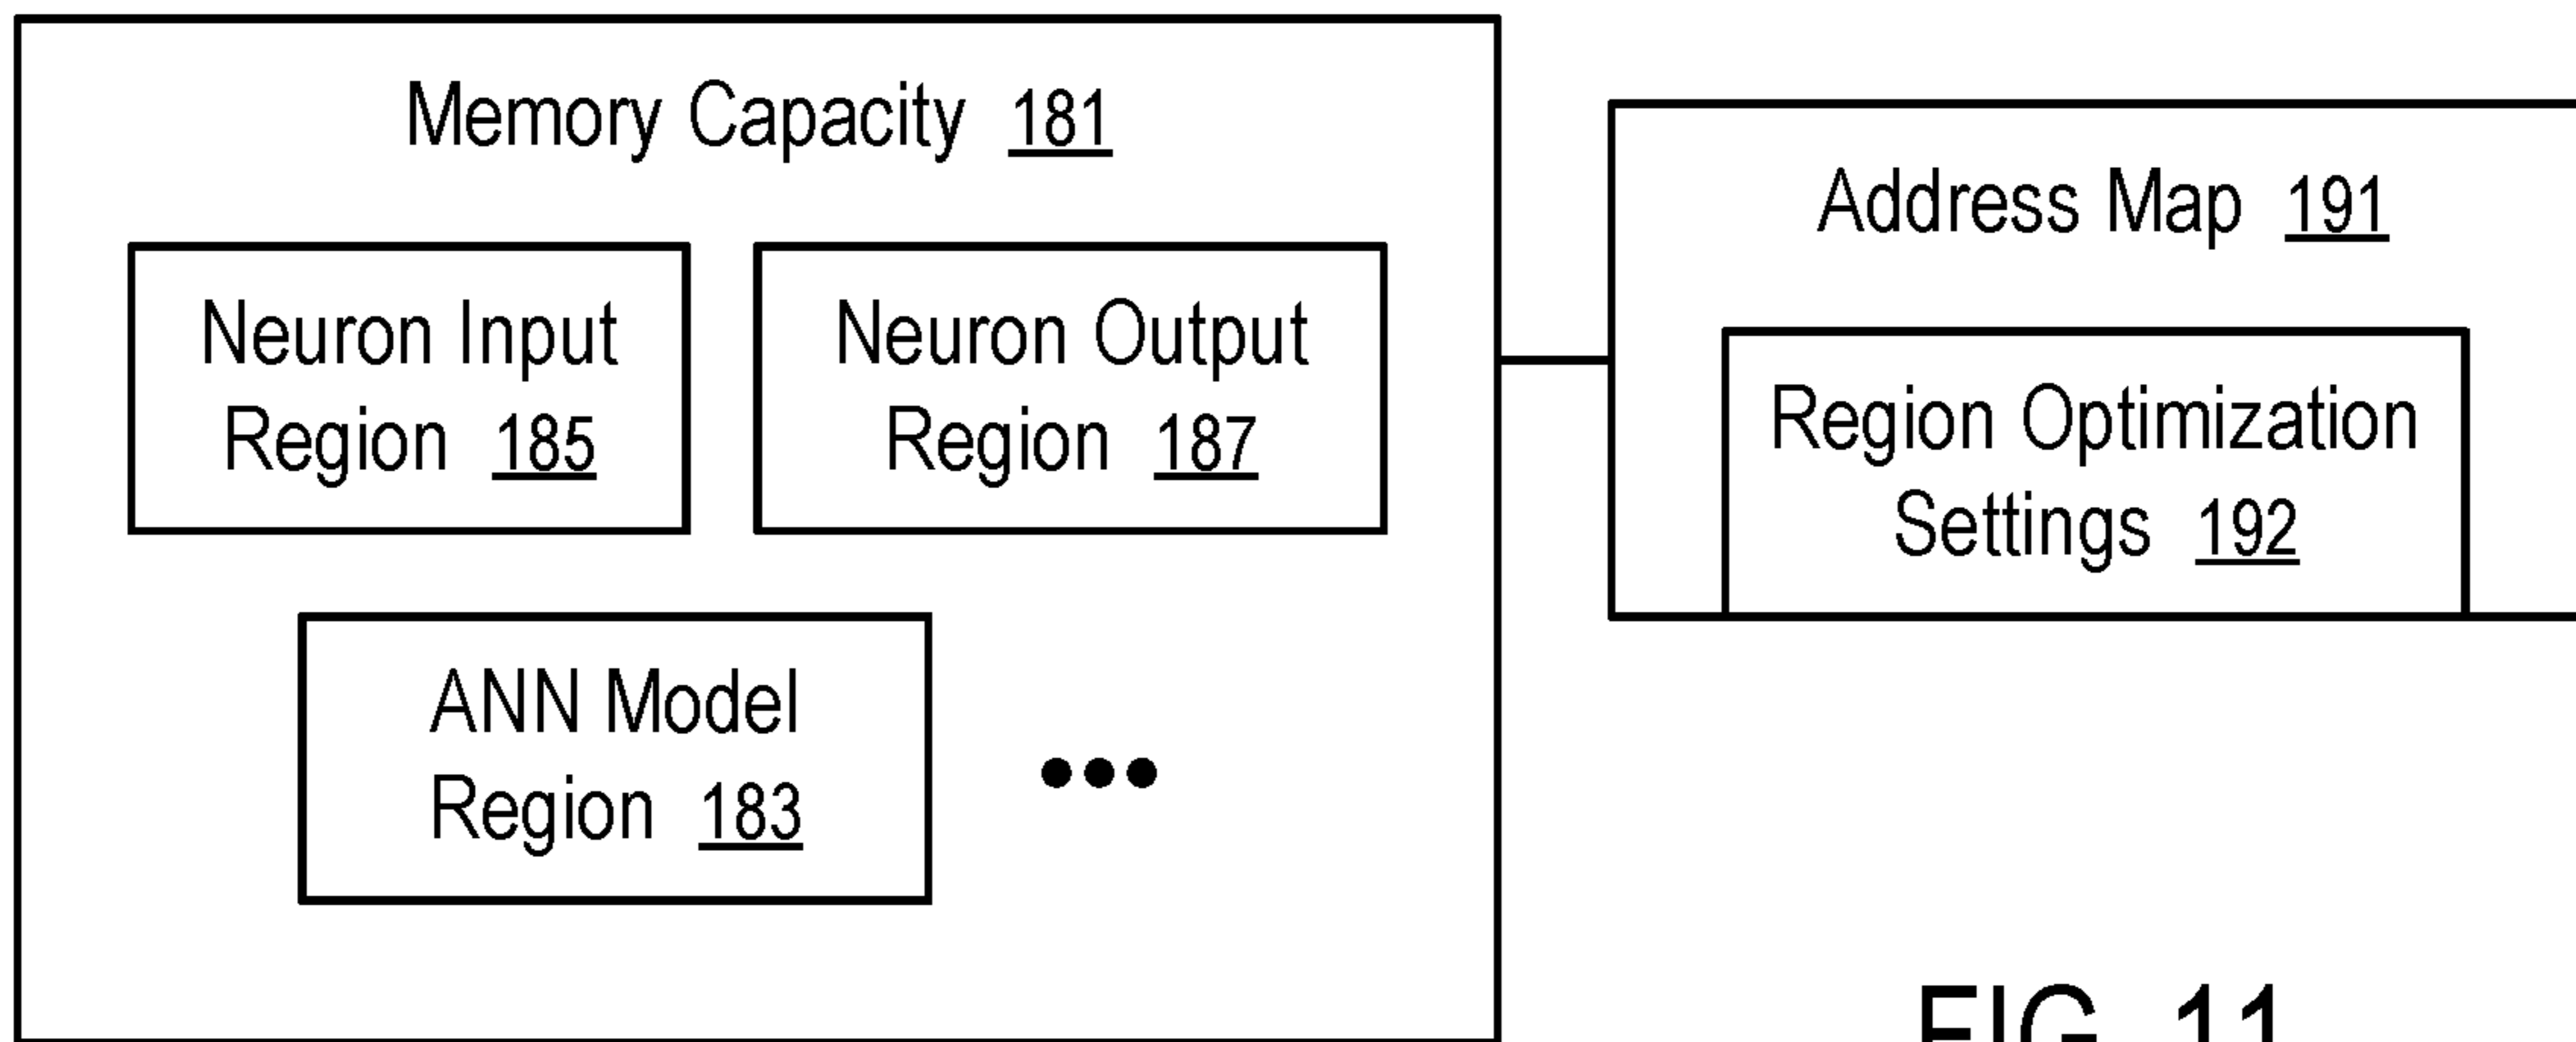 Memory Capacity 181
Neuron Input
Region 185
Neuron Output
Region 187
ANN Model
Region 183
Address Map 191
Region Optimization
Settings 192
FIG. 11